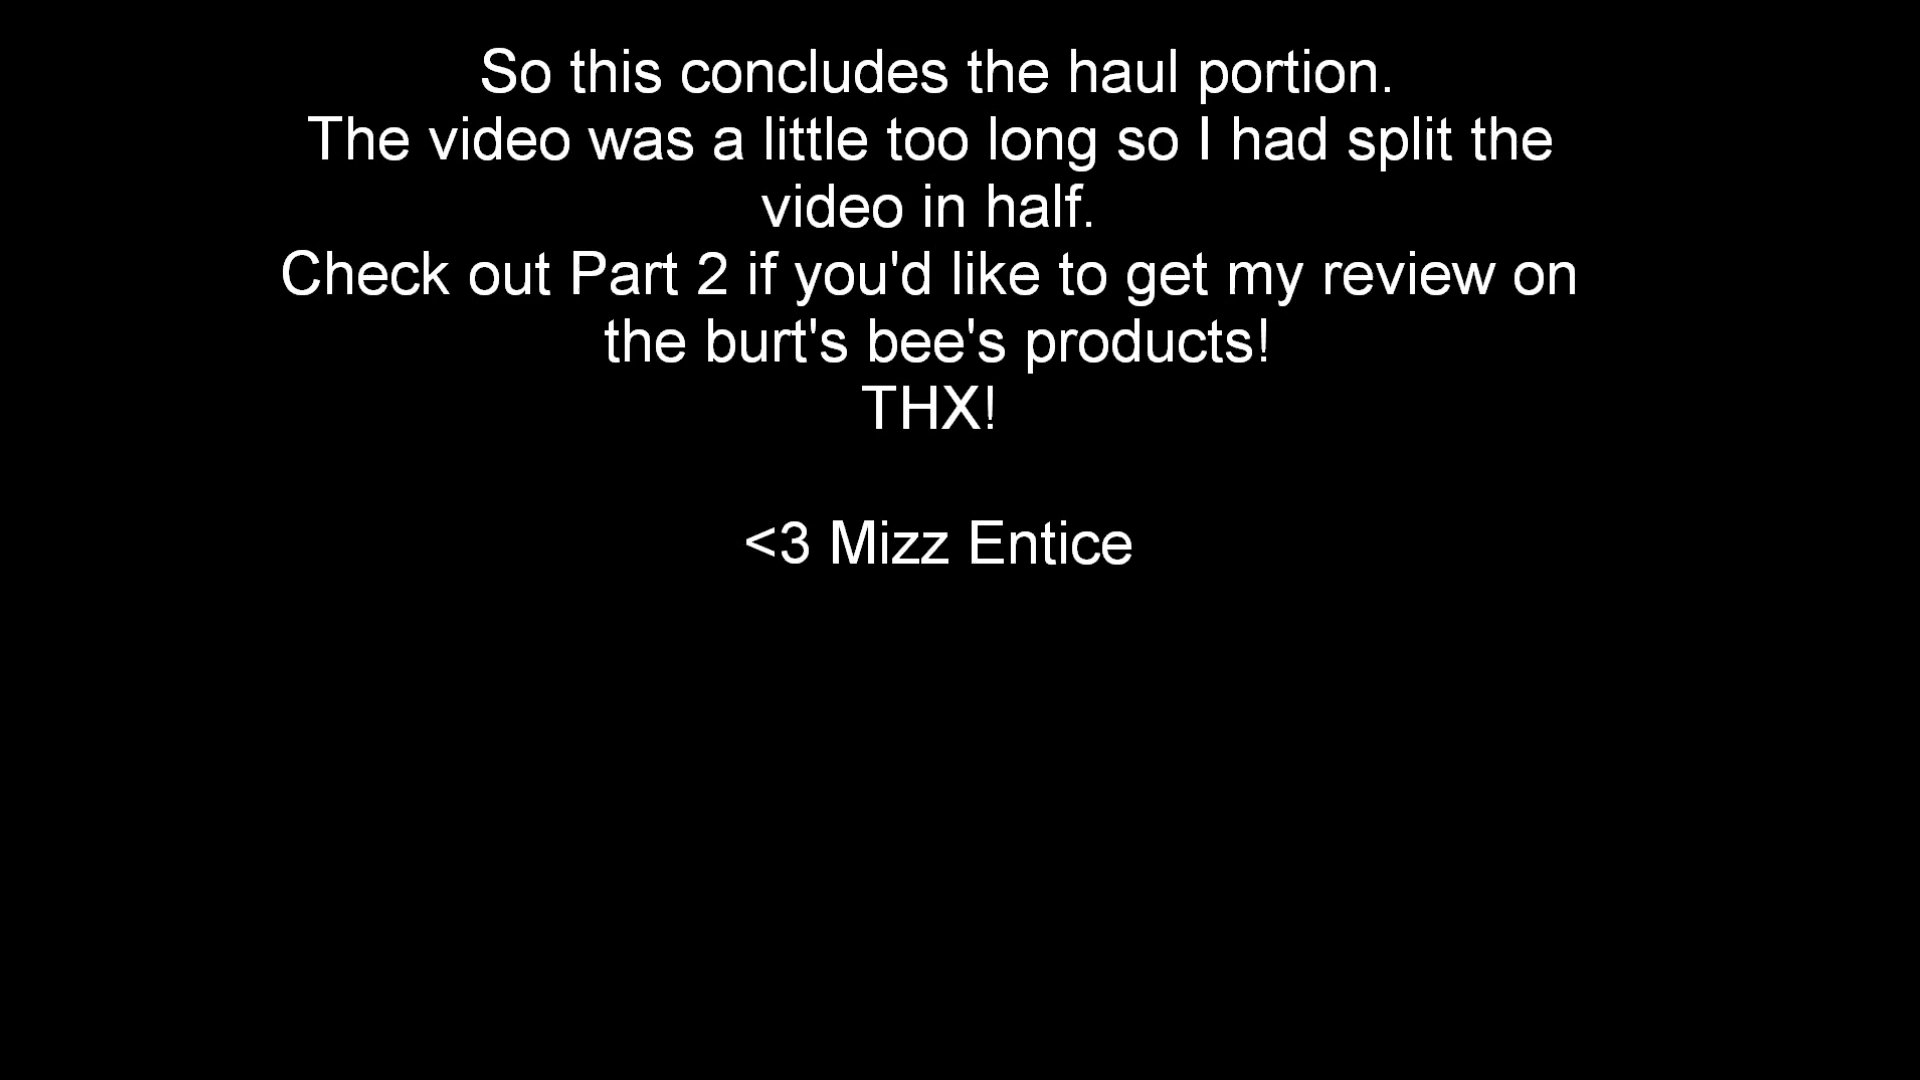 So this concludes the haul portion.
The video was a little too long so I had split the
video in half.
Check out Part 2 if you'd like to get my review on
the burt's bee's products!
THX!
<3 Mizz Entice